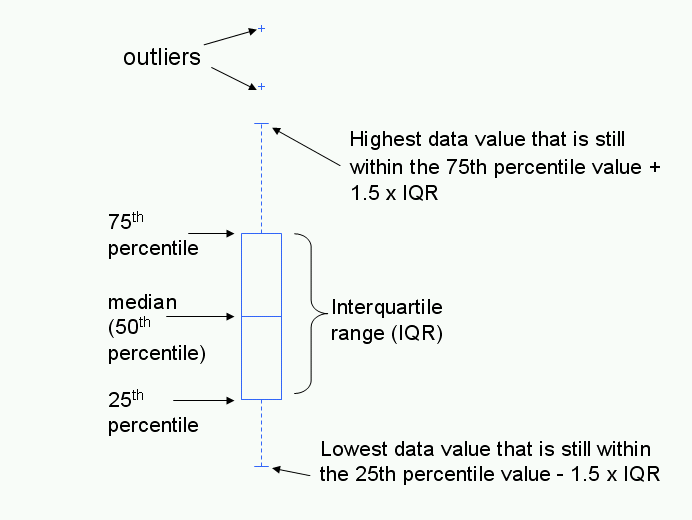 outliers
Highest data value that is still
within the 75th percentile value +
1.5 x IQR
75th
percentile
median
(50th
percentile)
Interquartile
range (IQR)
25th
percentile
Lowest data value that is still within
the 25th percentile value - 1.5 x IQR